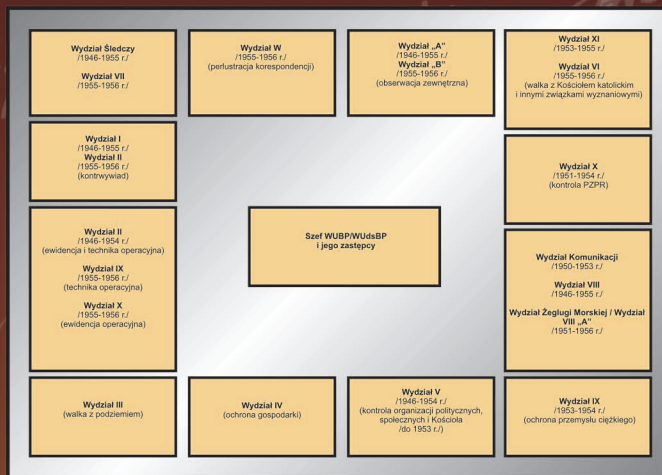 Wydział Śledczy
/1946-1955 r./
Wydział VII
/1955-1956 r./
Wydział W
/1955-1956 r./
(perlustracja korespondencji)
Wydział „A"
/1946-1955 r./
Wydział „B"
/1955-1956 r./
(obserwacja zewnętrzna)
Wydział XI
/1953-1955 r./
Wydział VI
/1955-1956 r./
(walka z Kościołem katolickim
i innymi związkami wyznaniowymi)
Wydział I
/1946-1955 r./
Wydział II
/1955-1956 r./
(kontrwywiad)
Wydział X
/1951-1954 r./
(kontrola PZPR)
Wydział II
/1946-1954 r./
(ewidencja i technika operacyjna)
Wydział IX
/1955-1956 r./
(technika operacyjna)
Wydział X
/1955-1956 r./
(ewidencja operacyjna)
Szef WUBP/WUdsBP
i jego zastępcy
Wydział Komunikacji
/1950-1953 r./
Wydział VIII
/1946-1955 r./
Wydział Żeglugi Morskiej / Wydział
VIII „A"
/1951-1956 r./
Wydział III
(walka z podziemiem)
Wydział IV
(ochrona gospodarki)
Wydział V
/1946-1954 r./
(kontrola organizacji politycznych,
społecznych i Kościoła
/do 1953 r./)
Wydział IX
/1953-1954 r./
(ochrona przemysłu ciężkiego)